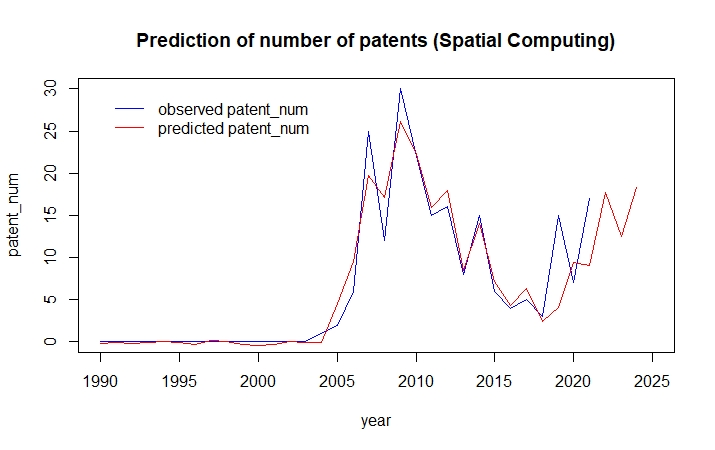 Prediction of number of patents (Spatial Computing)
observed patent_num
predicted patent_num
patent_num
30
25
20
15
10
5
0
1990 1995 2000 2005 2010 2015 2020 2025
year